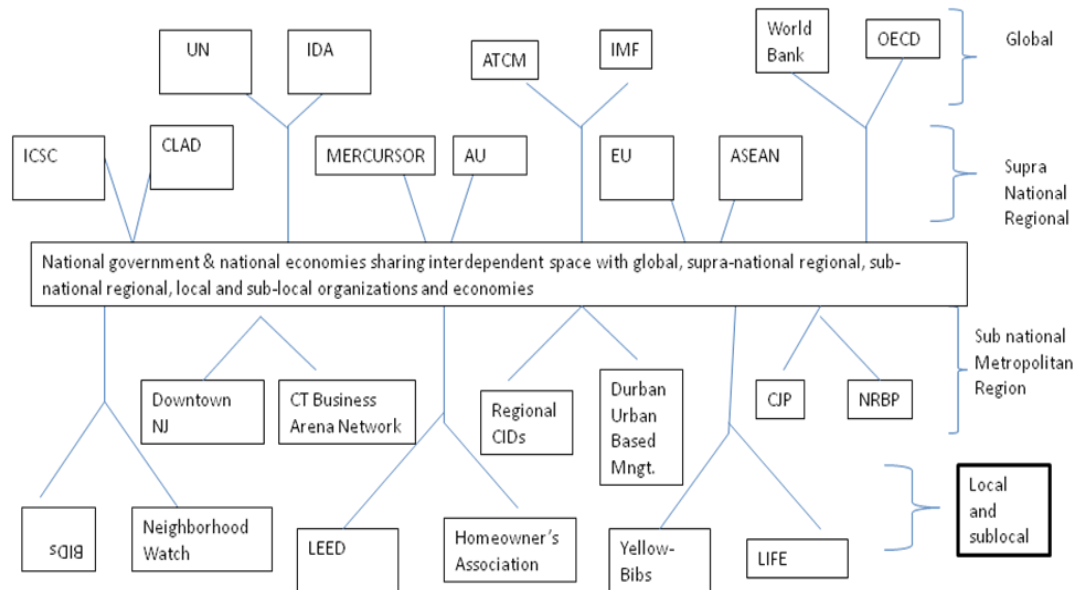 UN
IDA
ATCM
IMF
World
Bank
OECD
Global
ICSC
CLAD
MERCURSOR
AU
EU
ASEAN
Supra
National
Regional
National government & national economies sharing interdependent space with global, supra-national regional, sub-
national regional, local and sub-local organizations and economies
Downtown
NJ
CT Business
Arena Network
Regional
CIDs
Durban
Urban
Based
Mngt.
CJP
NRBP
Sub national
Metropolitan
Region
BIDs
Neighborhood
Watch
LEED
Homeowner's
Association
Yellow-
Bibs
LIFE
Local
and
sublocal